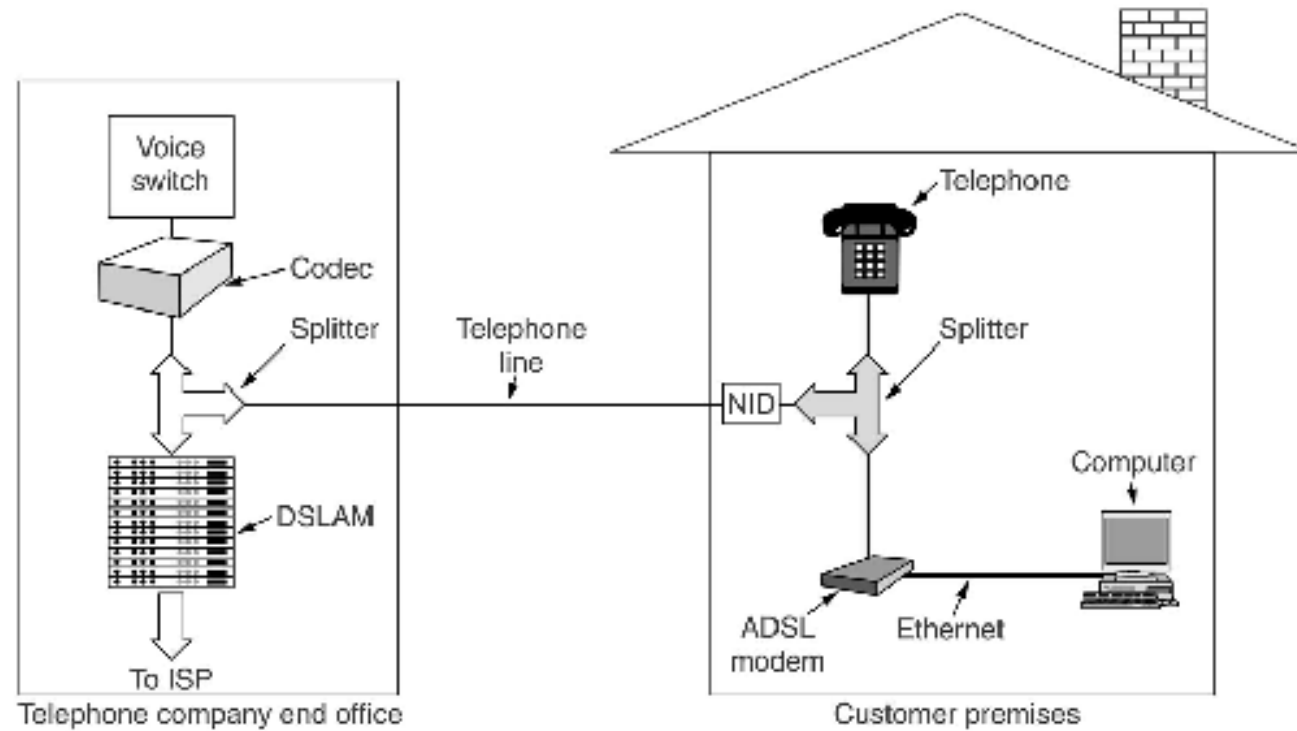 Voice
switch
Codec
Splitter
DSLAM
To ISP
Telephone company end office
Telephone
line
NID
Telephone
Splitter
Computer
ADSL
modem
Ethernet
Customer premises